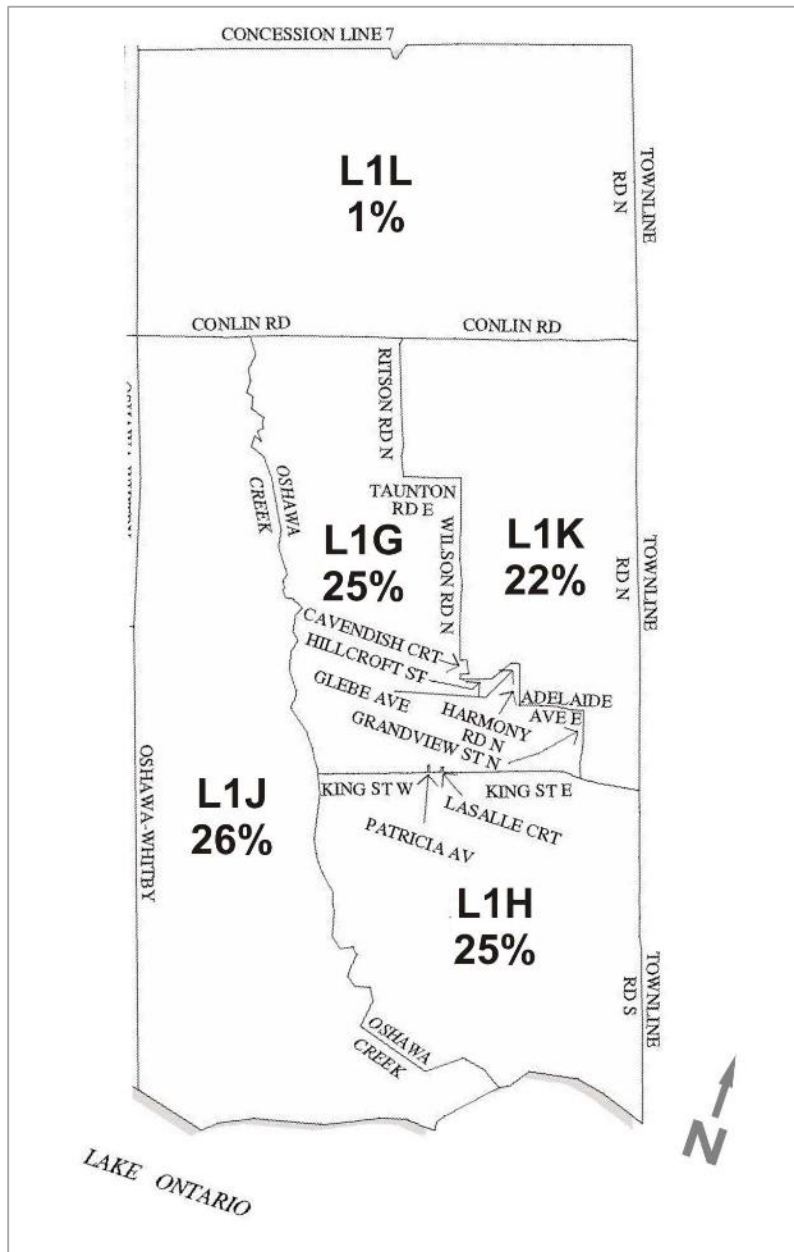 CONCESSION LINE 7
L1L
1%
TOWNLINE
RD N
CONLIN RD
CONLIN RD
RITSON RD N
OSHAWA
CREEK
TAUNTON
RD E
WILSON RD N
L1G
25%
L1K
22%
TOWNLINE
RD N
CAVENDISH CRT
HILLCROFT ST
GLEBE AVE
HARMONY
RD N
ADELAIDE
AVE E
GRANDVIEW ST N
OSHAWA-WHITBY
L1J
26%
KING ST W
KING ST E
LASALLE CRT
PATRICIA AV
L1H
25%
TOWNLINE
RD S
OSHAWA
CREEK
N
LAKE ONTARIO